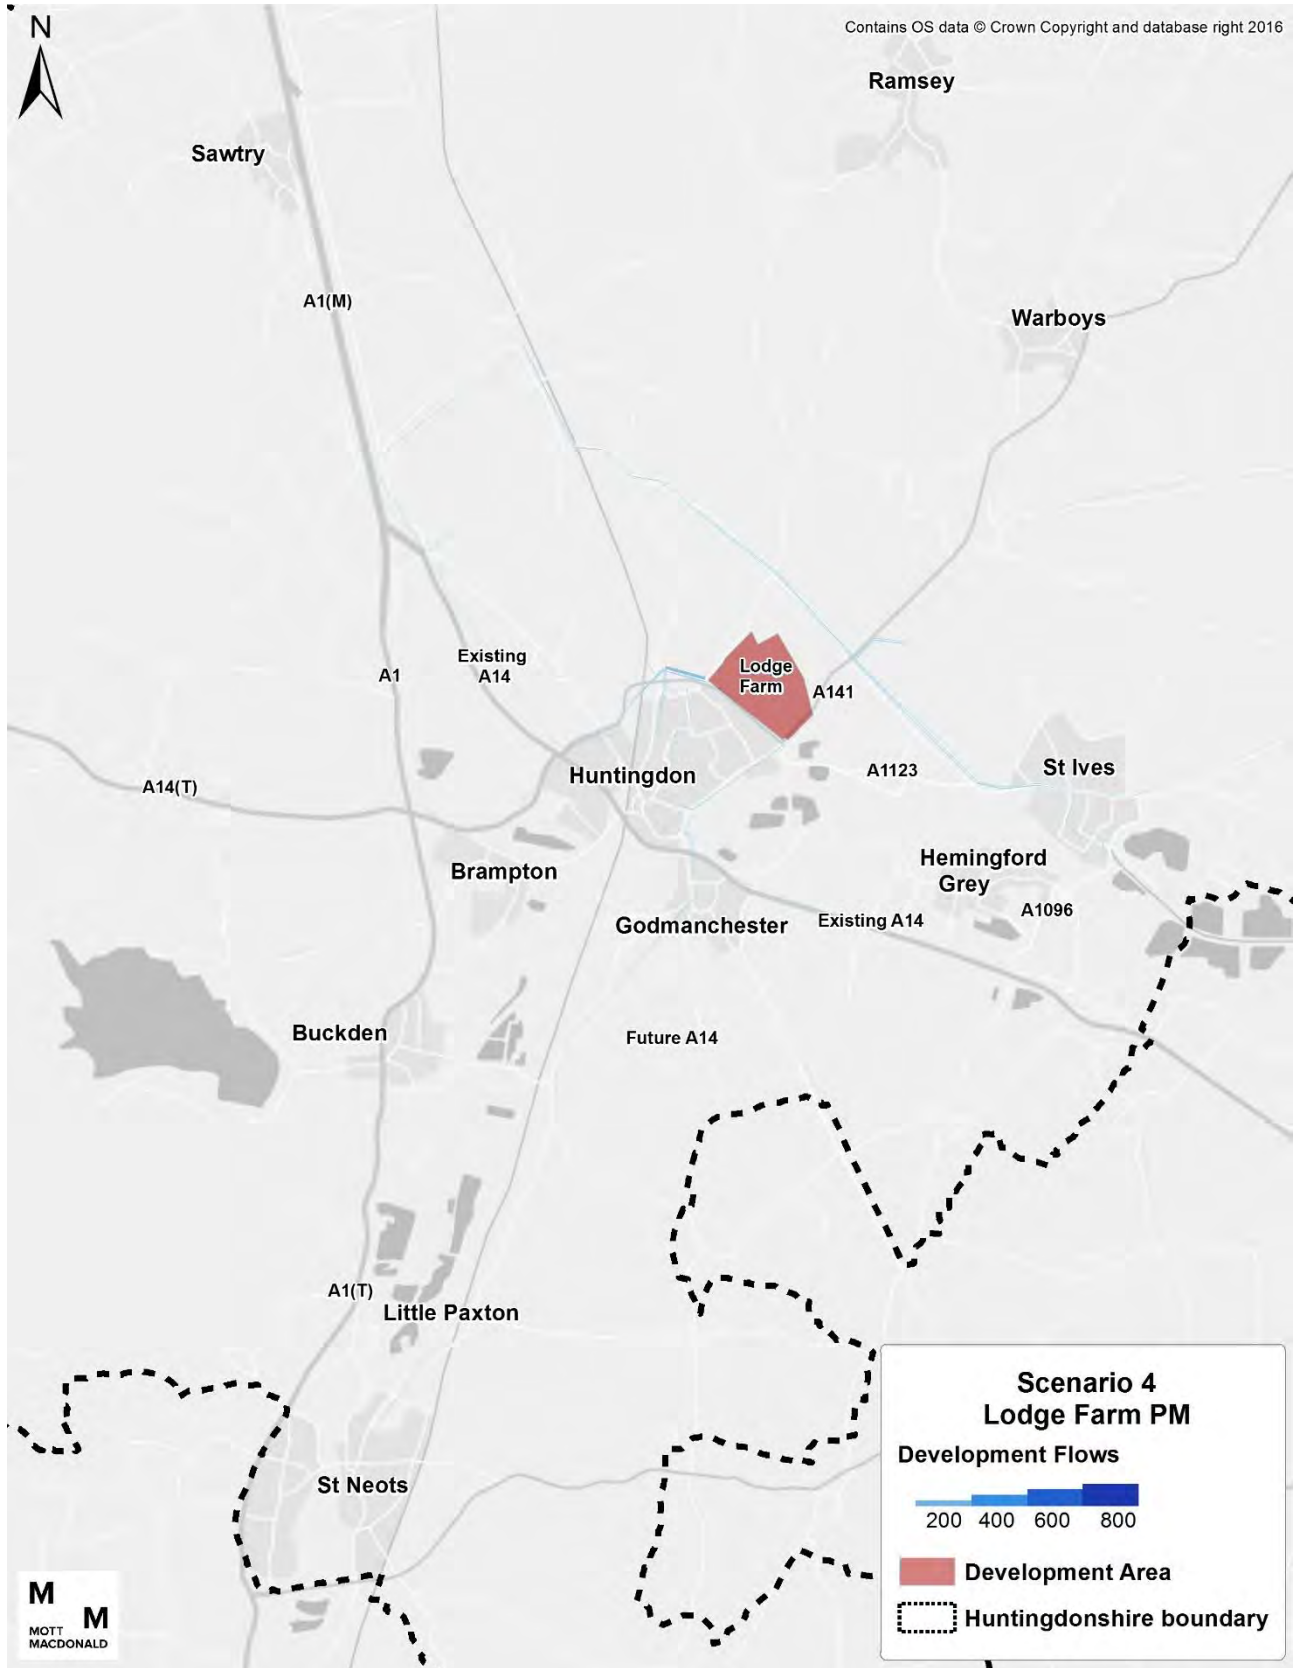 N
Contains OS data © Crown Copyright and database right 2016
Ramsey
Sawtry
A1(M)
Warboys
Existing
A14
A1
Lodge
Farm
A141
Huntingdon
A1123
St Ives
A14(T)
Brampton
Hemingford
Grey
A1096
Godmanchester
Existing A14
Buckden
Future A14
A1(T)
Little Paxton
St Neots
Scenario 4
Lodge Farm PM
Development Flows
200 400 600 800
Development Area
Huntingdonshire boundary
M
M
MOTT
MACDONALD